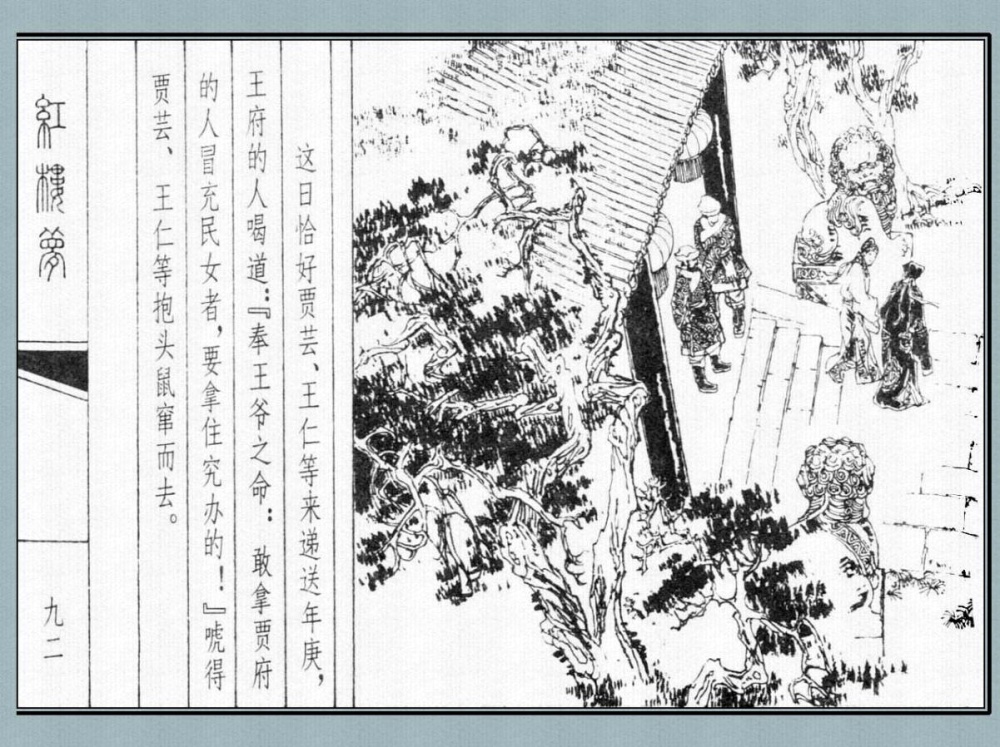 这日恰好贾芸、王仁等来递送年庚，
王府的人喝道：『奉王爷之命：敢拿贾府
的人冒充民女者，要拿住究办的！』唬得
贾芸、王仁等抱头鼠窜而去。
紅樓夢
九二